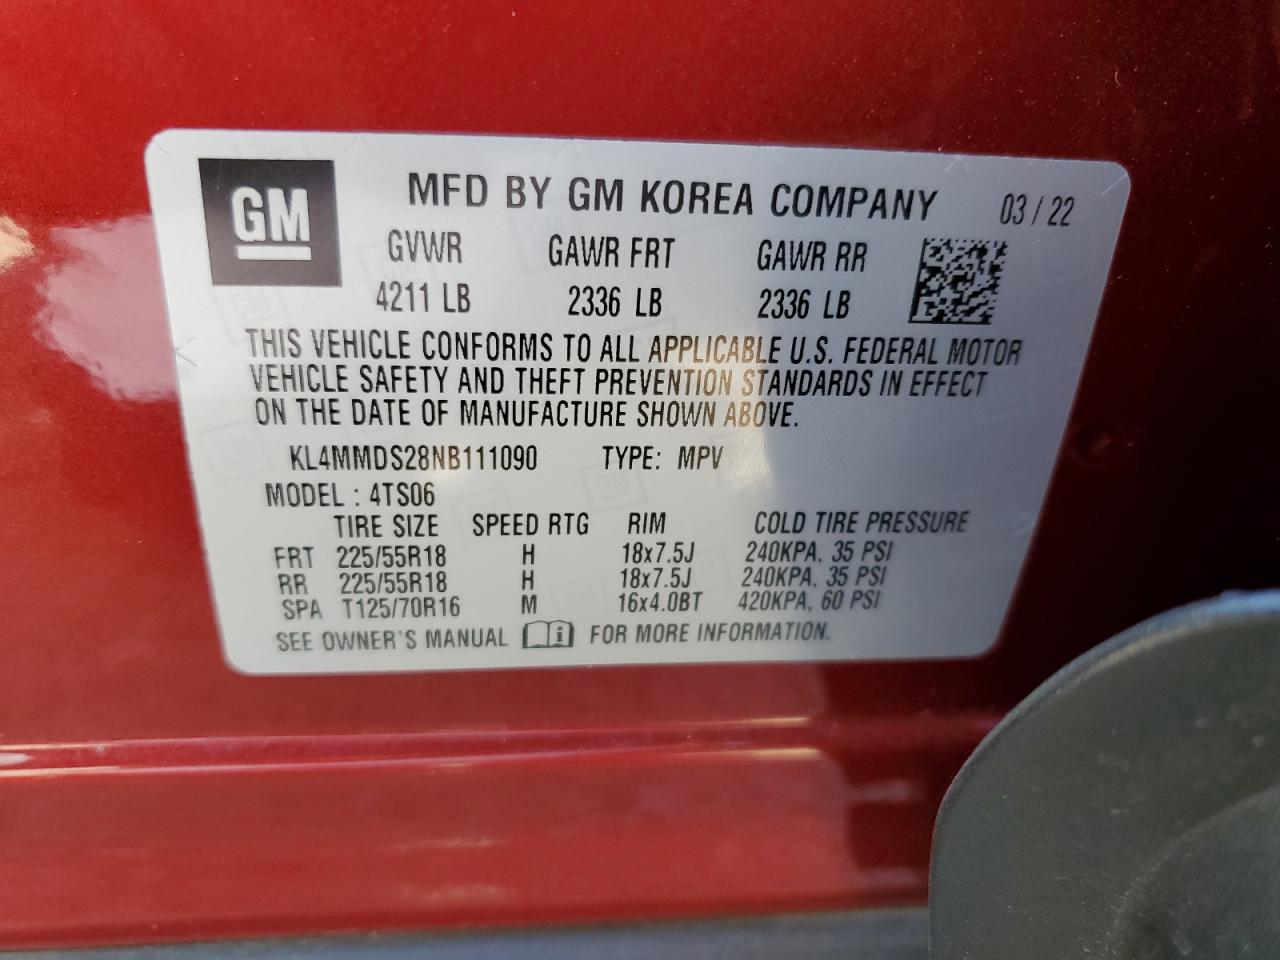 GM
MFD BY GM KOREA COMPANY 03 / 22
GVWR GAWR FRT GAWR RR
4211 LB 2336 LB 2336 LB
THIS VEHICLE CONFORMS TO ALL APPLICABLE U.S. FEDERAL MOTOR
VEHICLE SAFETY AND THEFT PREVENTION STANDARDS IN EFFECT
ON THE DATE OF MANUFACTURE SHOWN ABOVE.
KL4MMDS28NB111090 TYPE: MPV
MODEL : 4TS06
TIRE SIZE SPEED RTG RIM COLD TIRE PRESSURE
FRT 225/55R18 H 18x7.5J 240KPA. 35 PSI
RR 225/55R18 H 18x7.5J 240KPA. 35 PSI
SPA T125/70R16 M 16x4.0BT 420KPA, 60 PSI
SEE OWNER'S MANUAL i FOR MORE INFORMATION.